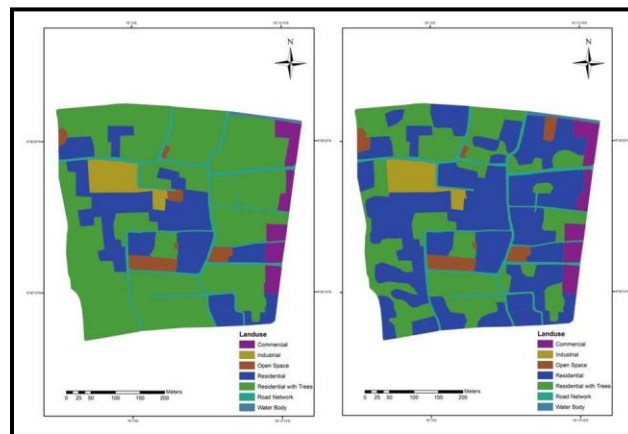 N
Landuse
Commercial
Industrial
Open Space
Residential
Residential with Trees
Road Network
Water Body
Meters
0 25 50 100 150 200
N
Landuse
Commercial
Industrial
Open Space
Residential
Residential with Trees
Road Network
Water Body
Meters
0 25 50 100 150 200